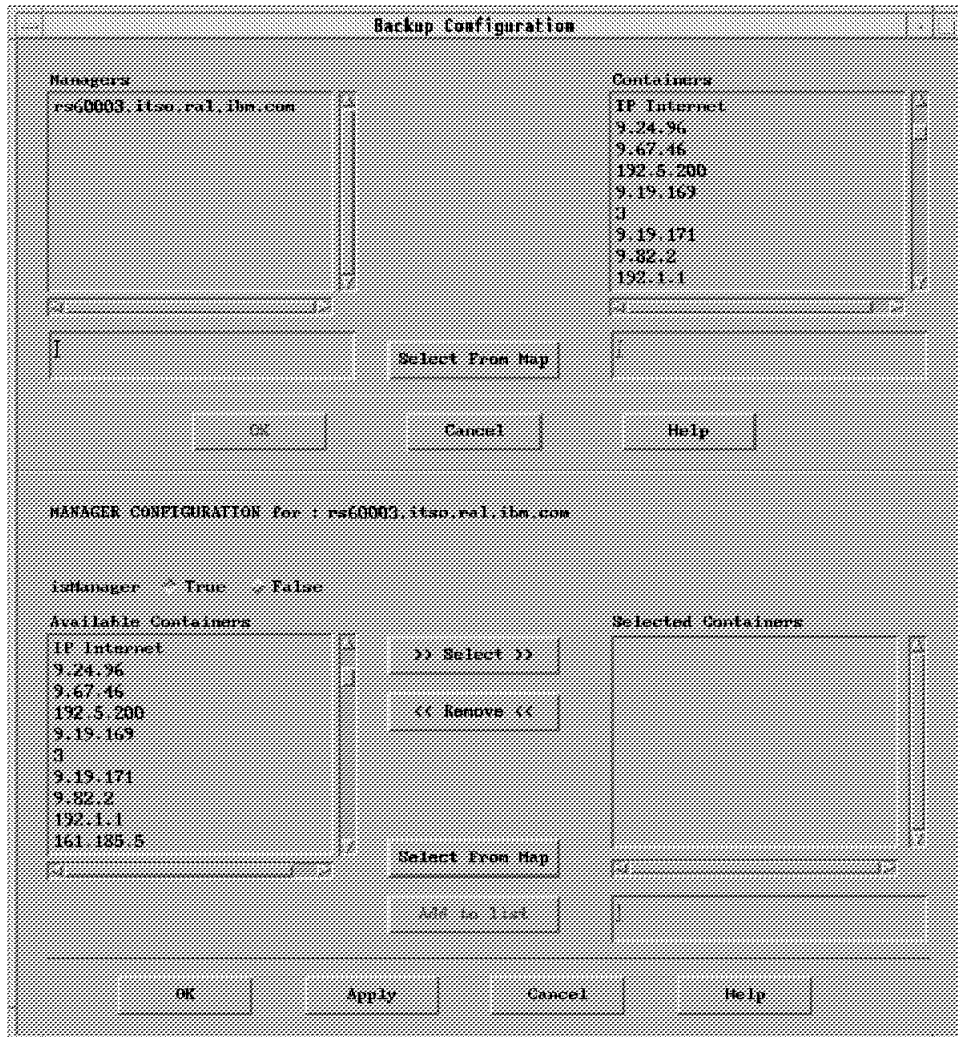 Backup Configuration
Managers
rs60003.itso.ral.ibm.com
Containers
IP Internet
9.24.96
9.67.46
192.5.200
9.19.169
3
9.19.171
9.82.2
192.1.1
Select From Map
OK
Cancel
Help
MANAGER CONFIGURATION for : rs60003.itso.ral.ibm.com
isManager True False
Available Containers
IP Internet
9.24.96
9.67.46
192.5.200
9.19.169
3
9.19.171
9.82.2
192.1.1
161.185.5
>> Select >>
<< Remove <<
Select From Map
Add to list
Selected Containers
OK
Apply
Cancel
Help